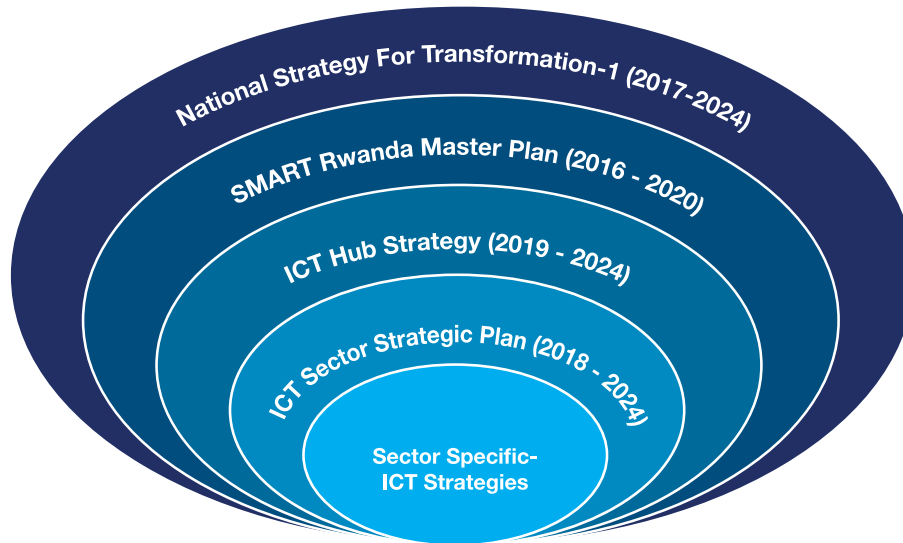 National Strategy For Transformation-1 (2017-2024)
SMART Rwanda Master Plan (2016 - 2020)
ICT Hub Strategy (2019 - 2024)
ICT Sector Strategic Plan (2018 - 2024)
Sector Specific-
ICT Strategies